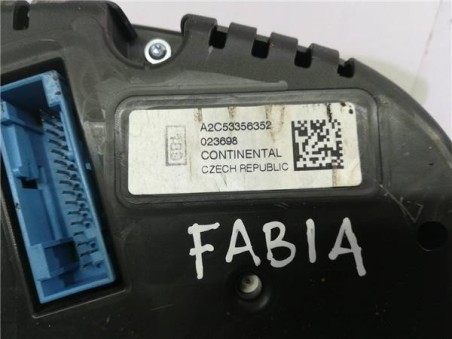 A2C53356352
023698
CONTINENTAL
CZECH REPUBLIC
FABIA